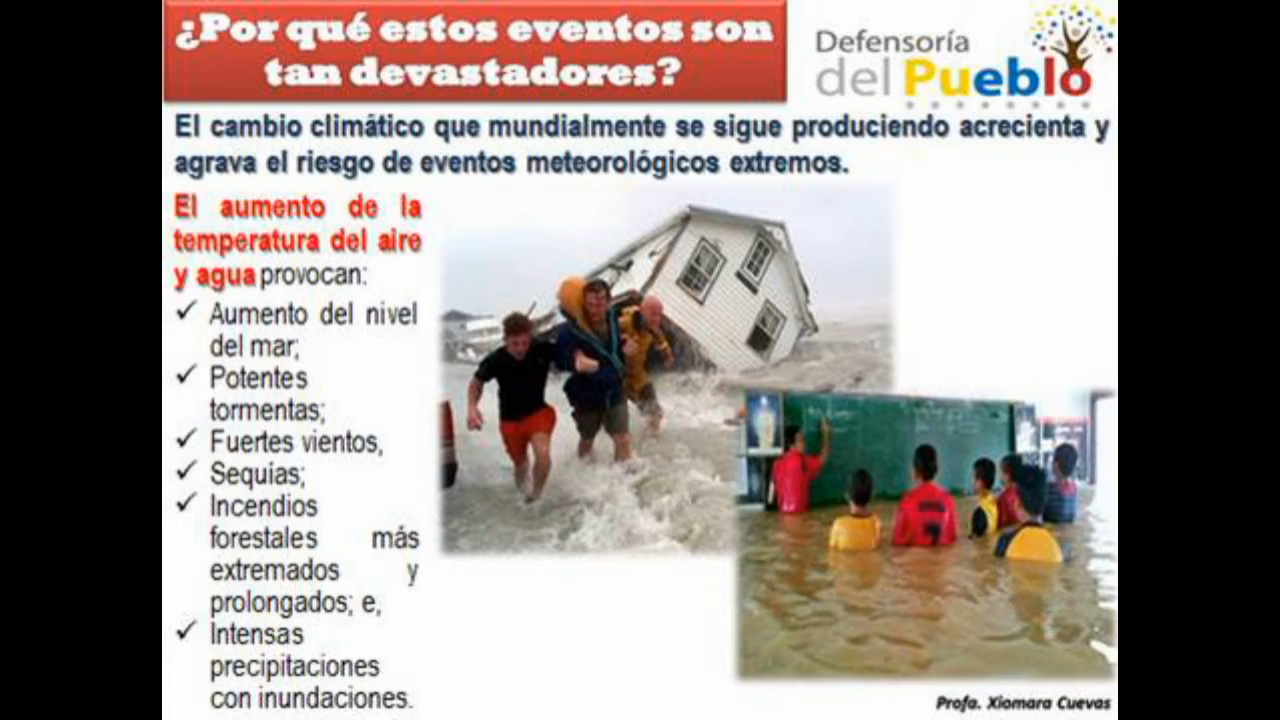 ¿Por qué estos eventos son
tan devastadores?
Defensoría
del Pueblo
El cambio climático que mundialmente se sigue produciendo acrecienta y
agrava el riesgo de eventos meteorológicos extremos.
El aumento de la
temperatura del aire
y agua provocan:
✓ Aumento del nivel
del mar;
✓ Potentes
tormentas;
✓ Fuertes vientos,
✓ Sequías;
✓ Incendios
forestales más
extremados y
prolongados; e,
✓ Intensas
precipitaciones
con inundaciones.
Profa. Xiomara Cuevas